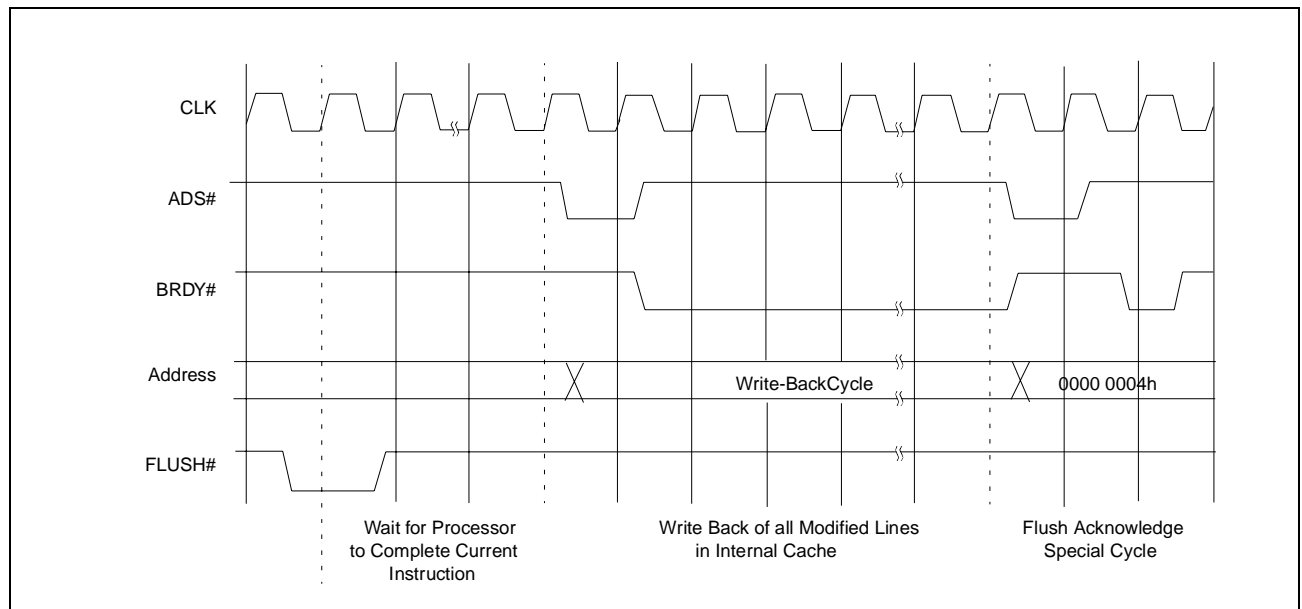 CLK
ADS#
BRDY#
Address
Write-BackCycle
0000 0004h
FLUSH#
Wait for Processor
to Complete Current
Instruction
Write Back of all Modified Lines
in Internal Cache
Flush Acknowledge
Special Cycle